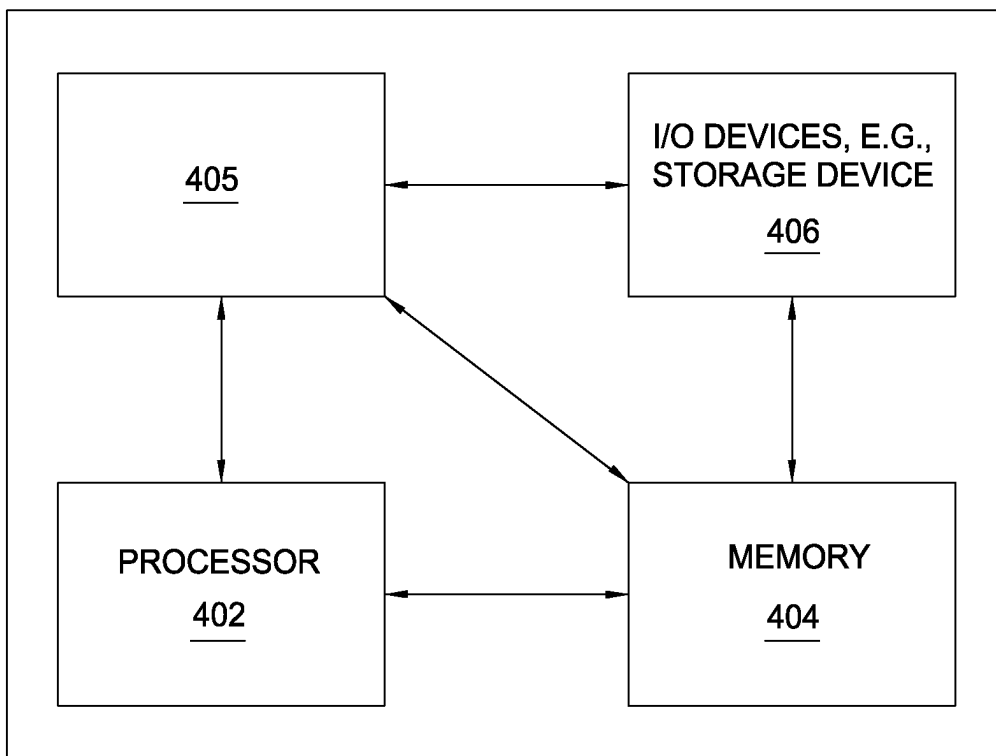 405
I/O DEVICES, E.G.,
STORAGE DEVICE
406
PROCESSOR
402
MEMORY
404